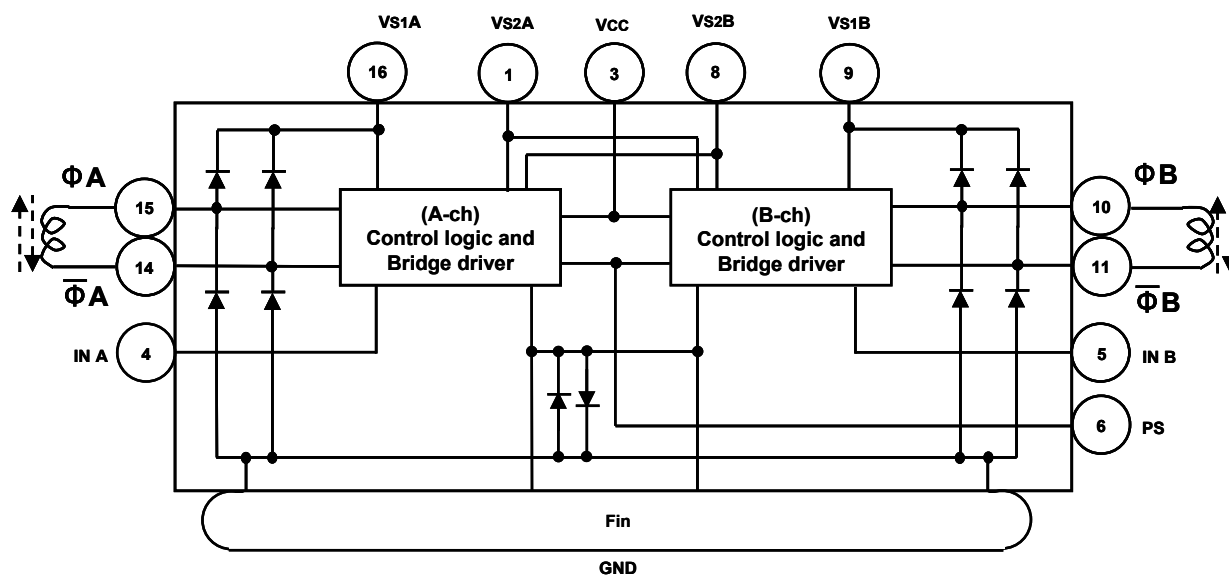 VS1A
VS2A
VCC
VS2B
VS1B
16
1
3
8
9
ΦA
15
(A-ch)
Control logic and
Bridge driver
(B-ch)
Control logic and
Bridge driver
10
ΦB
14
Φ̅A
11
Φ̅B
IN A
4
5
IN B
6
PS
Fin
GND